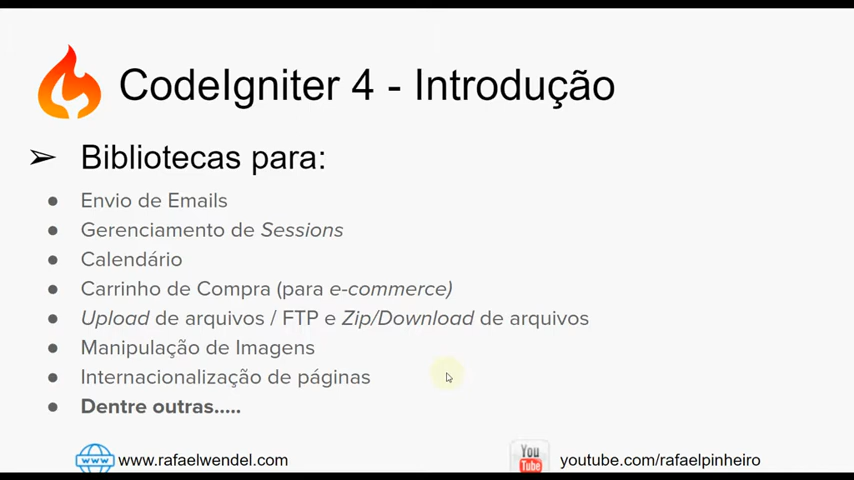 CodeIgniter 4 - Introdução
➢ Bibliotecas para:
● Envio de Emails
● Gerenciamento de Sessions
● Calendário
● Carrinho de Compra (para e-commerce)
● Upload de arquivos / FTP e Zip/Download de arquivos
● Manipulação de Imagens
● Internacionalização de páginas
● Dentre outras.....
www www.rafaelwendel.com
You Tube youtube.com/rafaelpinheiro